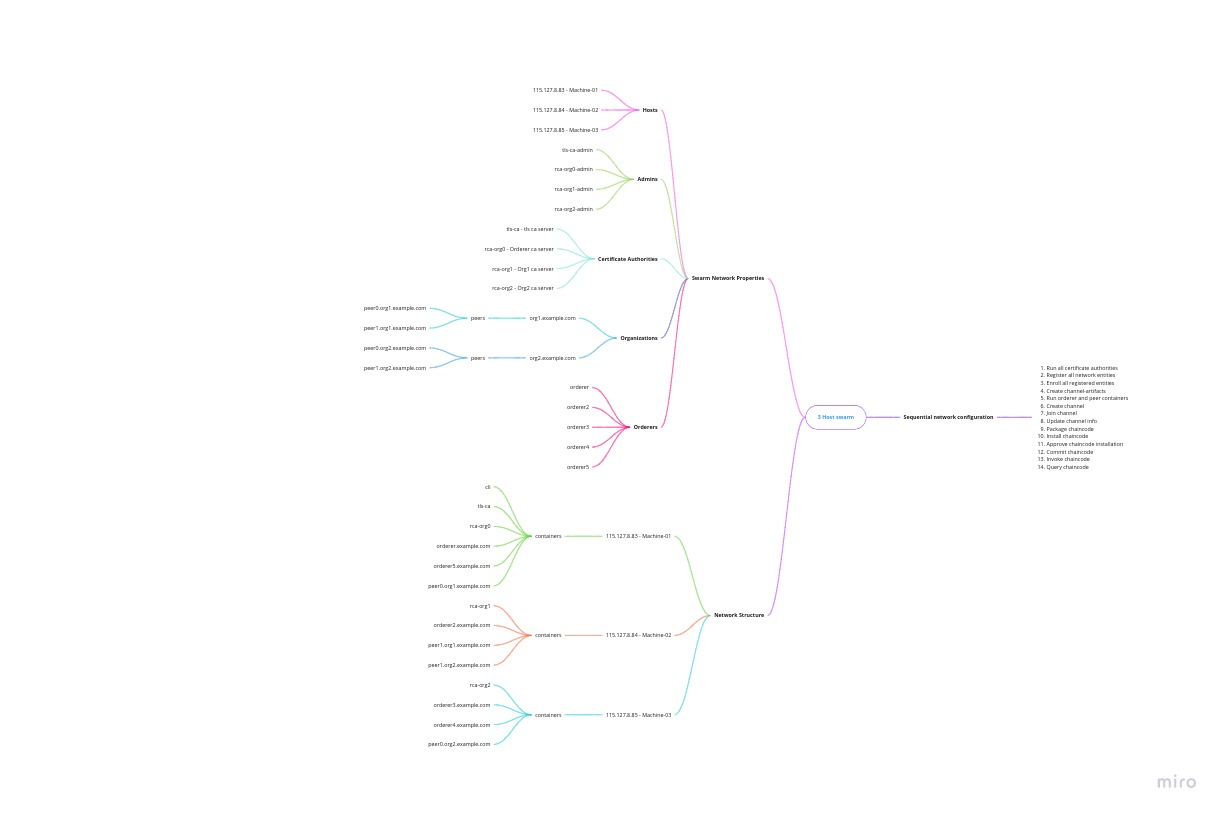 115.127.8.83 - Machine-01
115.127.8.84 - Machine-02
115.127.8.85 - Machine-03
Hosts
tls-ca-admin
rca-org0-admin
rca-org1-admin
rca-org2-admin
Admins
tls-ca - tls ca server
rca-org0 - Orderer ca server
rca-org1 - Org1 ca server
rca-org2 - Org2 ca server
Certificate Authorities
Swarm Network Properties
peer0.org1.example.com
peer1.org1.example.com
peers
org1.example.com
peer0.org2.example.com
peer1.org2.example.com
peers
org2.example.com
Organizations
orderer
orderer2
orderer3
orderer4
orderer5
Orderers
3 Host swarm
Sequential network configuration
1. Run all certificate authorities
2. Register all network entities
3. Enroll all registered entities
4. Create channel-artifacts
5. Run orderer and peer containers
6. Create channel
7. Join channel
8. Update channel info
9. Package chaincode
10. Install chaincode
11. Approve chaincode installation
12. Commit chaincode
13. Invoke chaincode
14. Query chaincode
cli
tls-ca
rca-org0
orderer.example.com
orderer5.example.com
peer0.org1.example.com
containers
115.127.8.83 - Machine-01
rca-org1
orderer2.example.com
peer1.org1.example.com
peer1.org2.example.com
containers
115.127.8.84 - Machine-02
Network Structure
rca-org2
orderer3.example.com
orderer4.example.com
peer0.org2.example.com
containers
115.127.8.85 - Machine-03
miro